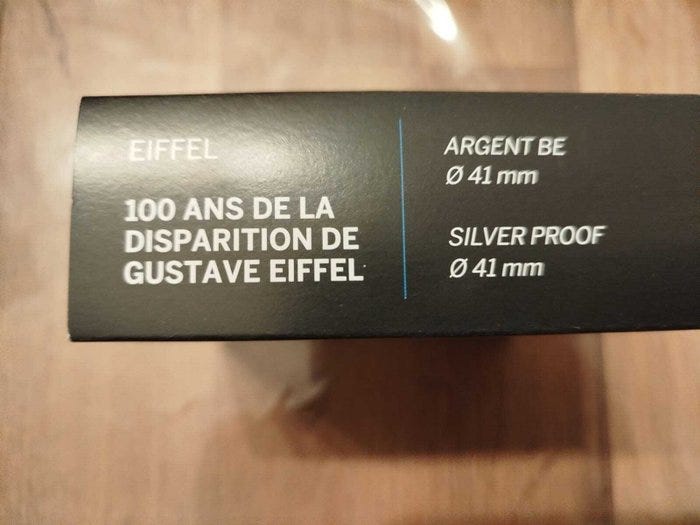 EIFFEL
100 ANS DE LA
DISPARITION DE
GUSTAVE EIFFEL
ARGENT BE
Ø 41 mm
SILVER PROOF
Ø 41 mm